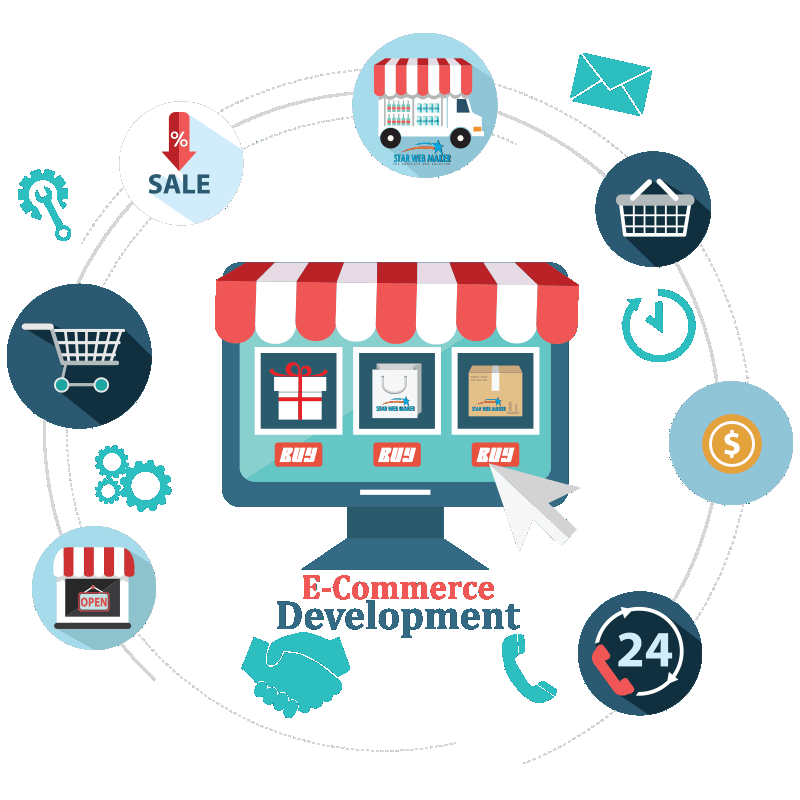 STAR WEB MAKER
%
SALE
STAR WEB MAKER
STAR WEB MAKER
BUY
BUY
BUY
$
OPEN
E-Commerce
Development
24